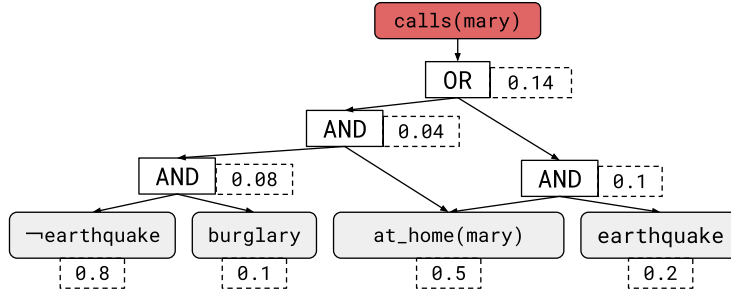 calls(mary)
OR 0.14
AND 0.04
AND 0.08
AND 0.1
¬earthquake burglary at_home(mary) earthquake
0.8 0.1 0.5 0.2